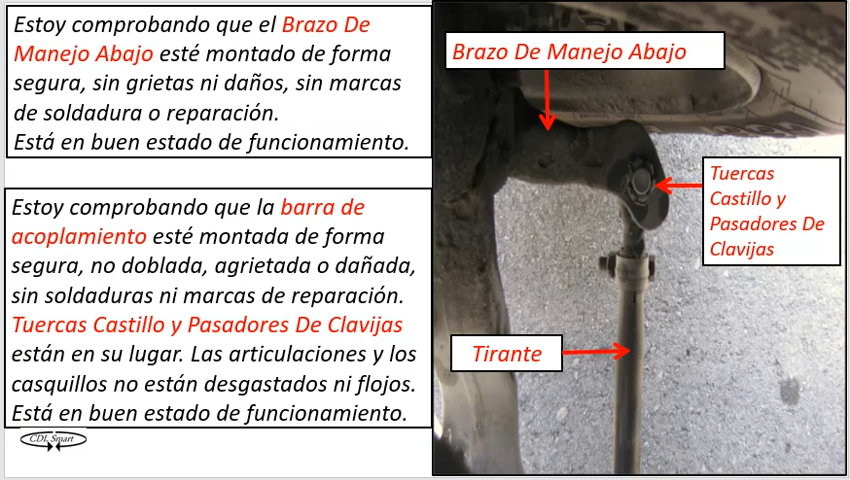 Estoy comprobando que el Brazo De
Manejo Abajo esté montado de forma
segura, sin grietas ni daños, sin marcas
de soldadura o reparación.
Está en buen estado de funcionamiento.
Estoy comprobando que la barra de
acoplamiento esté montada de forma
segura, no doblada, agrietada o dañada,
sin soldaduras ni marcas de reparación.
Tuercas Castillo y Pasadores De Clavijas
están en su lugar. Las articulaciones y los
casquillos no están desgastados ni flojos.
Está en buen estado de funcionamiento.
CDL Smart
Brazo De Manejo Abajo
Tuercas
Castillo y
Pasadores De
Clavijas
Tirante